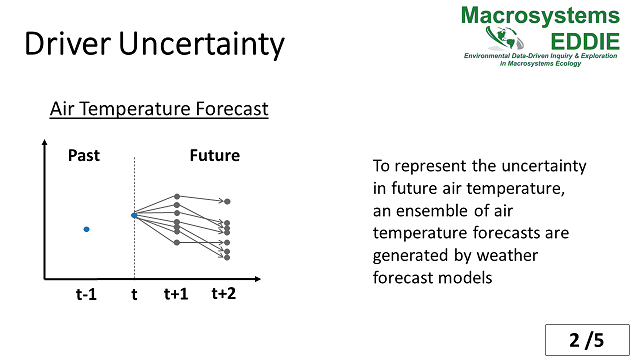 Macrosystems
EDDIE
Environmental Data-Driven Inquiry & Exploration
in Macrosystems Ecology
Driver Uncertainty
Air Temperature Forecast
Past
Future
t-1
t
t+1
t+2
To represent the uncertainty
in future air temperature,
an ensemble of air
temperature forecasts are
generated by weather
forecast models
2 /5